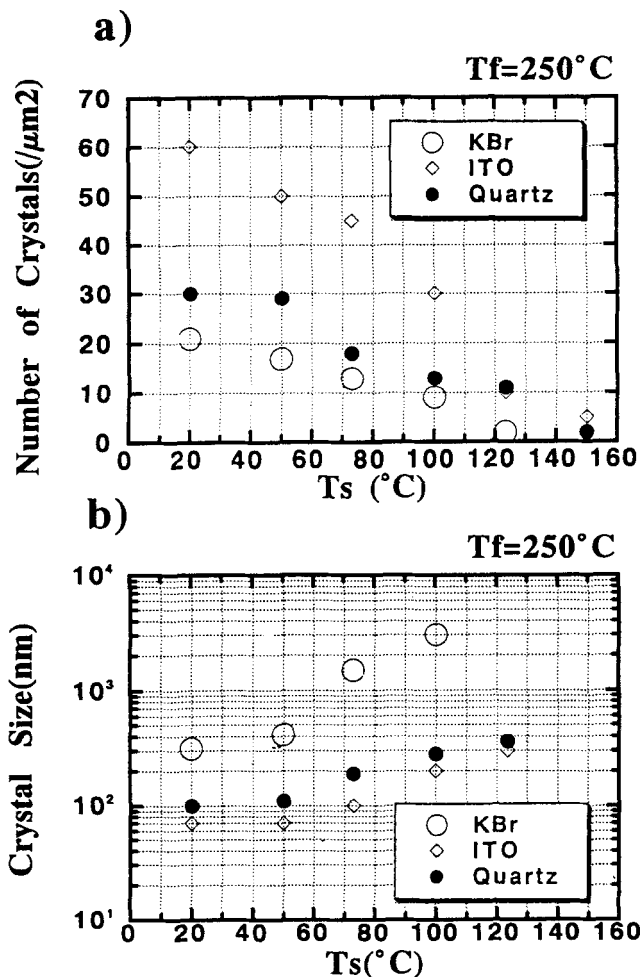 a)
Tf=250°C
Number of Crystals(/μm2)
70
60
50
40
30
20
10
0
KBr
ITO
Quartz
0 20 40 60 80 100 120 140 160
Ts (°C)
b)
Tf=250°C
Crystal Size(nm)
10⁴
10³
10²
10¹
KBr
ITO
Quartz
0 20 40 60 80 100 120 140 160
Ts(°C)